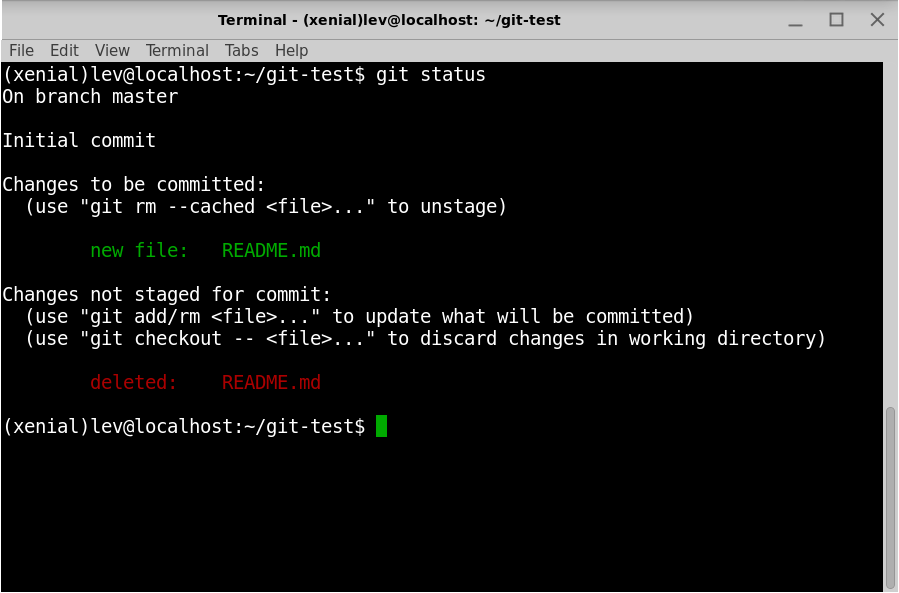 Terminal - (xenial)lev@localhost: ~/git-test
File Edit View Terminal Tabs Help
(xenial)lev@localhost:~/git-test$ git status
On branch master
Initial commit
Changes to be committed:
  (use "git rm --cached <file>..." to unstage)
        new file:   README.md
Changes not staged for commit:
  (use "git add/rm <file>..." to update what will be committed)
  (use "git checkout -- <file>..." to discard changes in working directory)
        deleted:    README.md
(xenial)lev@localhost:~/git-test$